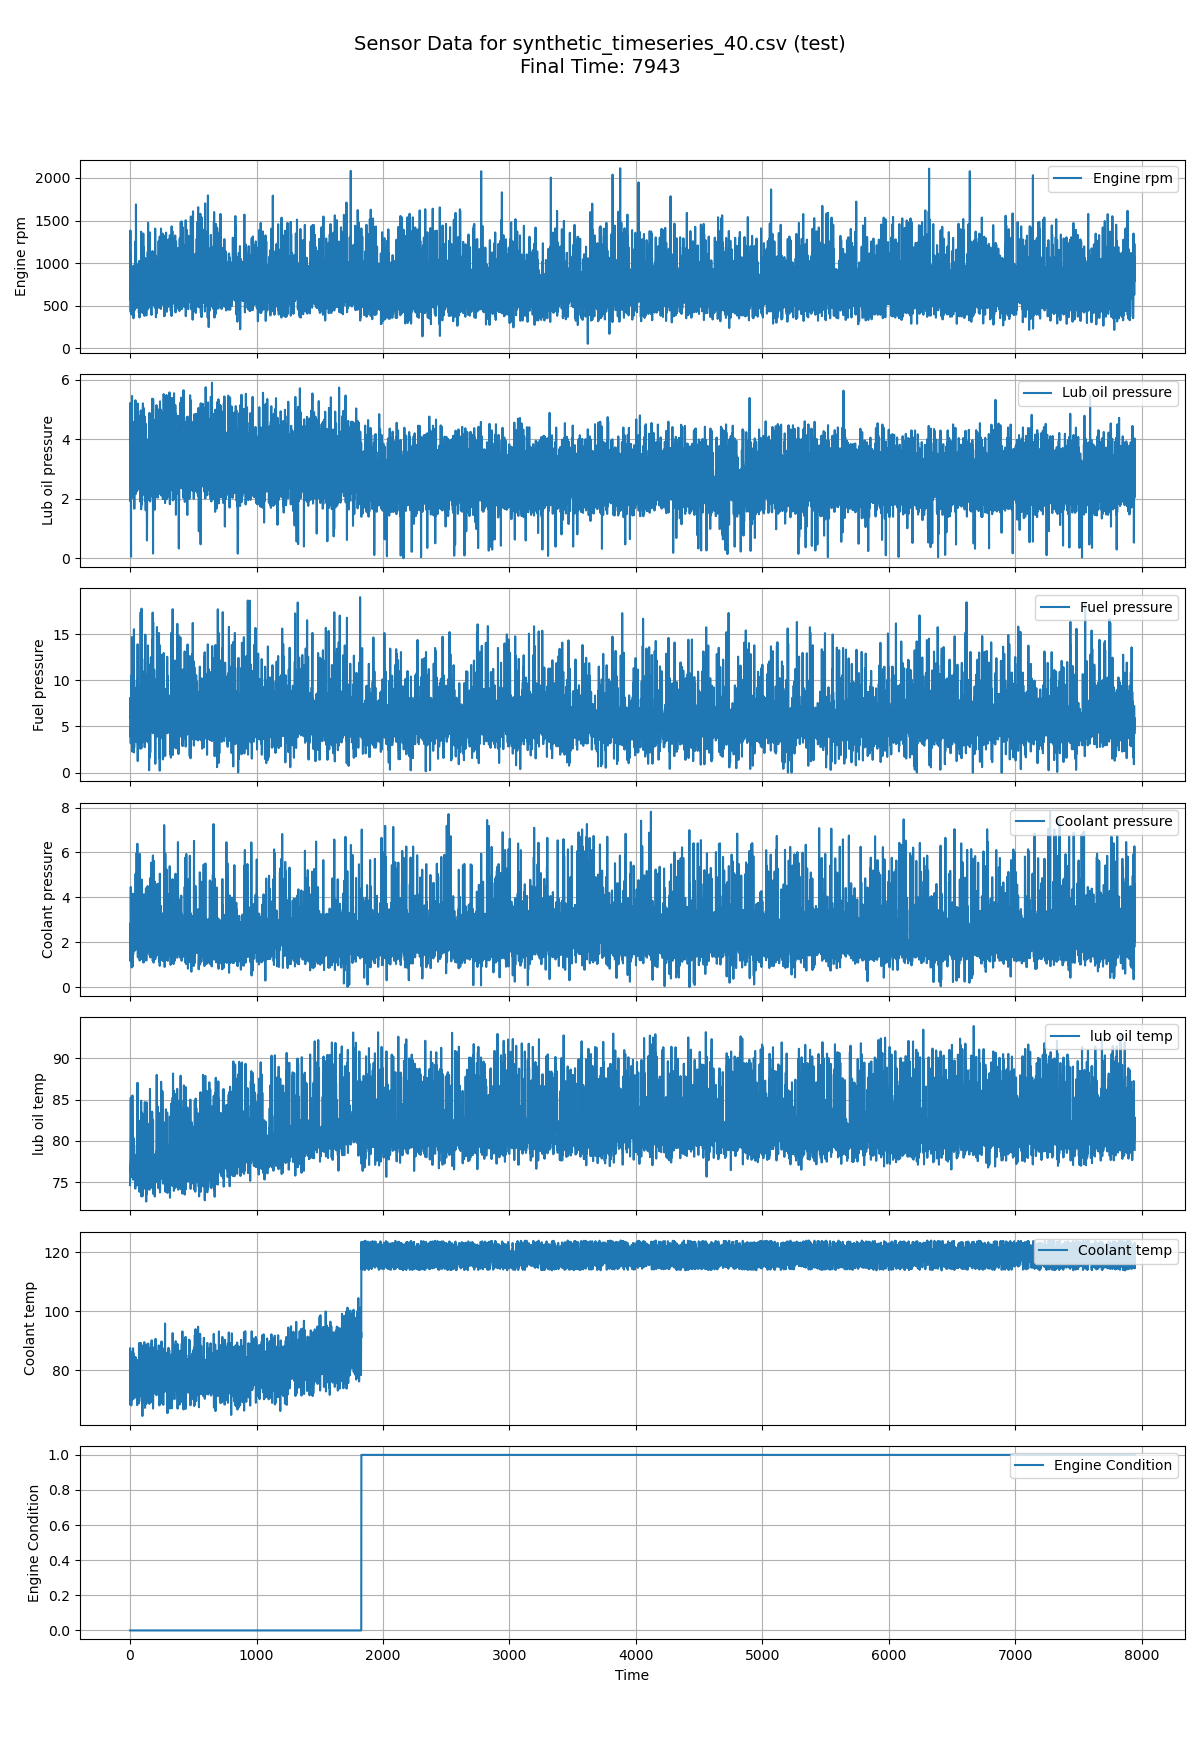 Sensor Data for synthetic_timeseries_40.csv (test)
Final Time: 7943
Engine rpm
2000
1500
1000
500
0
Engine rpm
Lub oil pressure
6
4
2
0
Lub oil pressure
Fuel pressure
15
10
5
0
Fuel pressure
Coolant pressure
8
6
4
2
0
Coolant pressure
lub oil temp
90
85
80
75
lub oil temp
Coolant temp
120
100
80
Coolant temp
Engine Condition
1.0
0.8
0.6
0.4
0.2
0.0
Engine Condition
0 1000 2000 3000 4000 5000 6000 7000 8000
Time